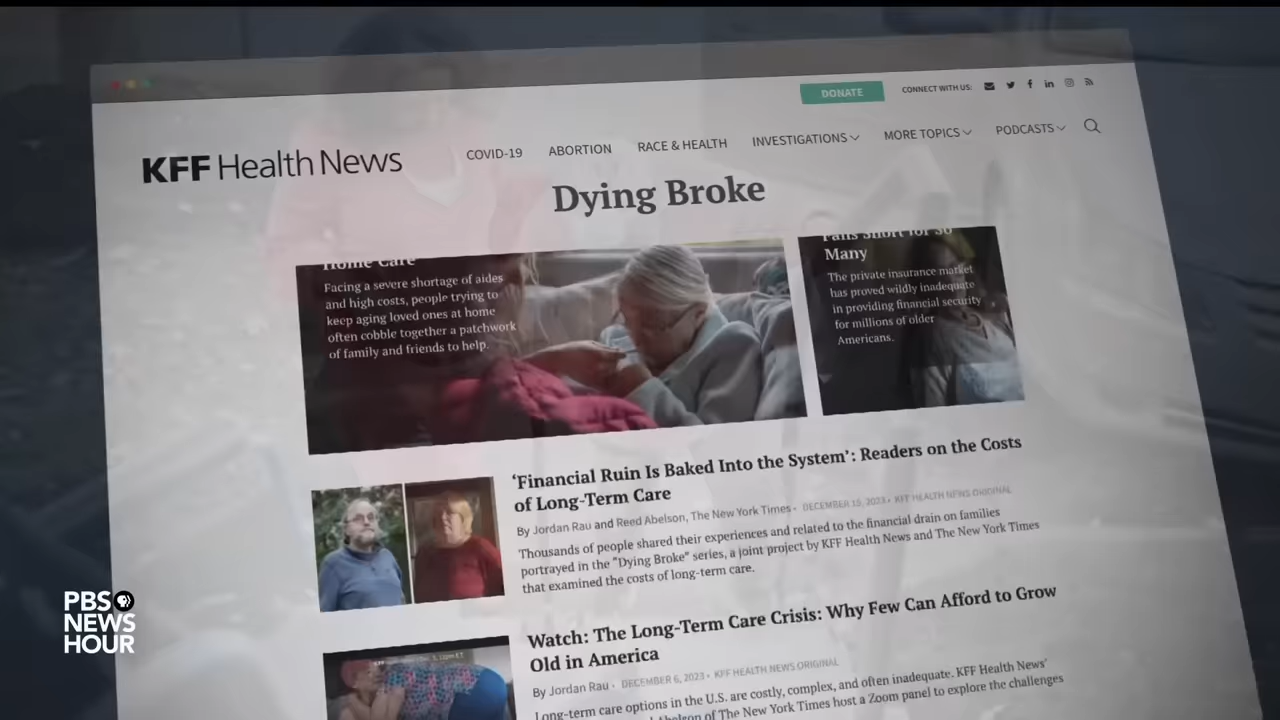 DONATE
CONNECT WITH US:
KFF Health News
COVID-19
ABORTION
RACE & HEALTH
INVESTIGATIONS
MORE TOPICS
PODCASTS
Dying Broke
Home Care
Facing a severe shortage of aides
and high costs, people trying to
keep aging loved ones at home
often cobble together a patchwork
of family and friends to help.
Falls Short for So
Many
The private insurance market
has proved wildly inadequate
in providing financial security
for millions of older
Americans.
‘Financial Ruin Is Baked Into the System’: Readers on the Costs
of Long-Term Care
By Jordan Rau and Reed Abelson, The New York Times • DECEMBER 15, 2023 • KFF HEALTH NEWS ORIGINAL
Thousands of people shared their experiences and related to the financial drain on families
portrayed in the "Dying Broke" series, a joint project by KFF Health News and The New York Times
that examined the costs of long-term care.
Watch: The Long-Term Care Crisis: Why Few Can Afford to Grow
Old in America
By Jordan Rau • DECEMBER 6, 2023 • KFF HEALTH NEWS ORIGINAL
Long-term care options in the U.S. are costly, complex, and often inadequate. KFF Health News’
of The New York Times host a Zoom panel to explore the challenges
PBS
NEWS
HOUR